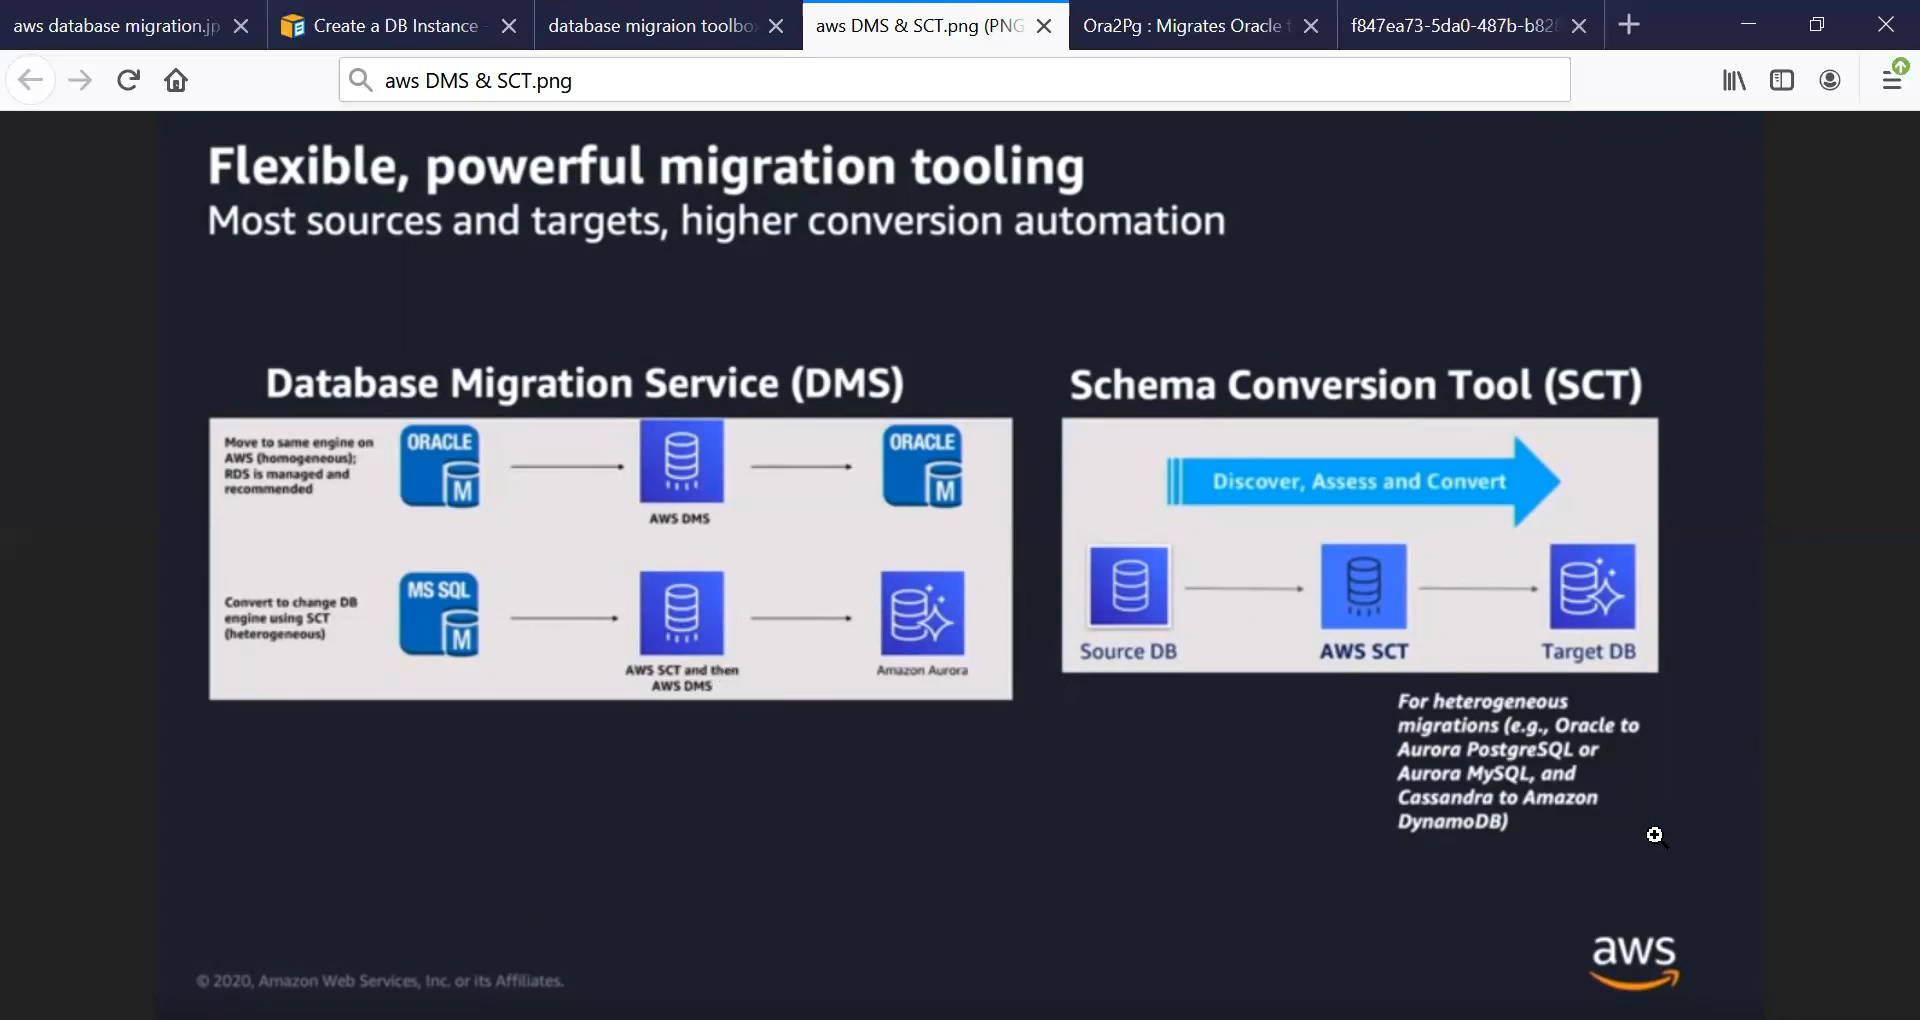 aws database migration.jp
Create a DB Instance
database migraion toolbo
aws DMS & SCT.png (PNG
Ora2Pg : Migrates Oracle t
f847ea73-5da0-487b-b828
aws DMS & SCT.png
Flexible, powerful migration tooling
Most sources and targets, higher conversion automation
Database Migration Service (DMS)
Move to same engine on
AWS (homogeneous);
RDS is managed and
recommended
ORACLE
M
AWS DMS
ORACLE
M
Convert to change DB
engine using SCT
(heterogeneous)
MS SQL
M
AWS SCT and then
AWS DMS
Amazon Aurora
Schema Conversion Tool (SCT)
Discover, Assess and Convert
Source DB
AWS SCT
Target DB
For heterogeneous
migrations (e.g., Oracle to
Aurora PostgreSQL or
Aurora MySQL, and
Cassandra to Amazon
DynamoDB)
© 2020, Amazon Web Services, Inc. or its Affiliates.
aws